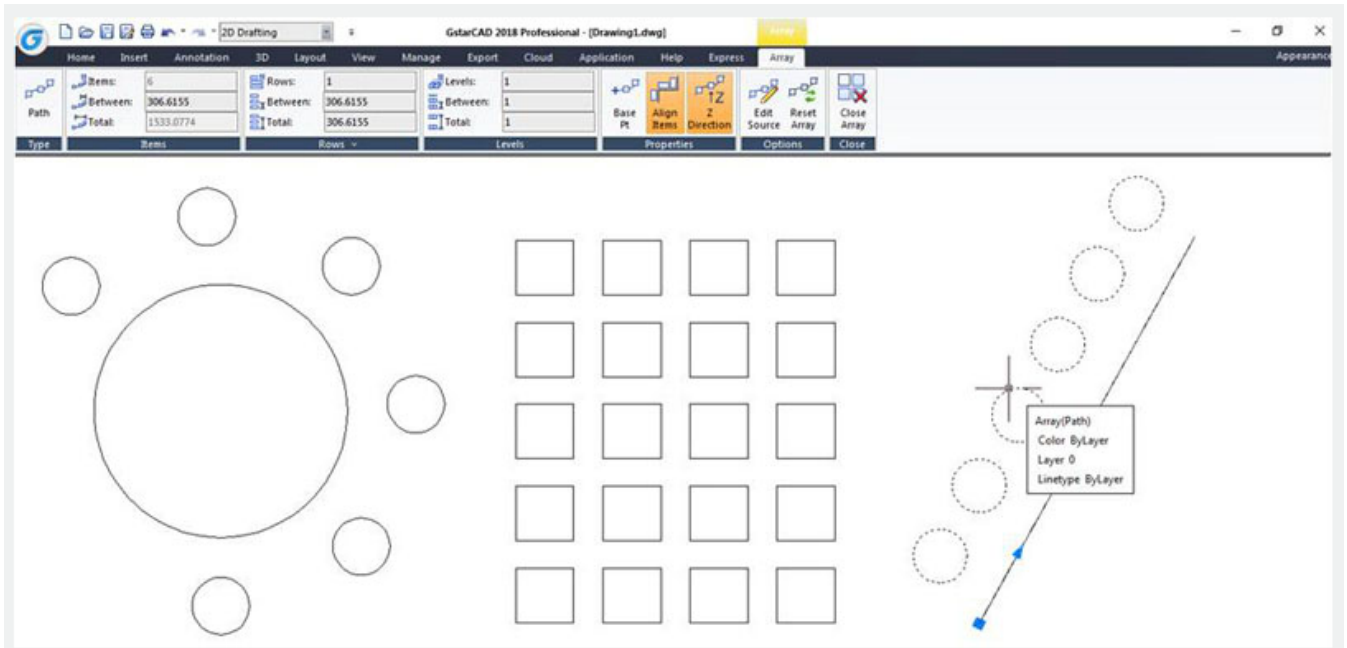 2D Drafting
GstarCAD 2018 Professional - [Drawing1.dwg]
Array
Home Insert Annotation 3D Layout View Manage Export Cloud Application Help Express Array Appearance
Path
Items: 6
Between: 306.6155
Total: 1533.0774
Rows: 1
Between: 306.6155
Total: 306.6155
Levels: 1
Between: 1
Total: 1
Base Pt
Align Items
Z Direction
Edit Source
Reset Array
Close Array
Type Items Rows Levels Properties Options Close
Array(Path)
Color ByLayer
Layer 0
Linetype ByLayer